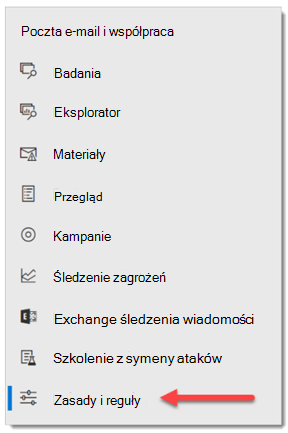 Poczta e-mail i współpraca
Badania
Eksplorator
Materiały
Przegląd
Kampanie
Śledzenie zagrożeń
Exchange śledzenia wiadomości
Szkolenie z symeny ataków
Zasady i reguły